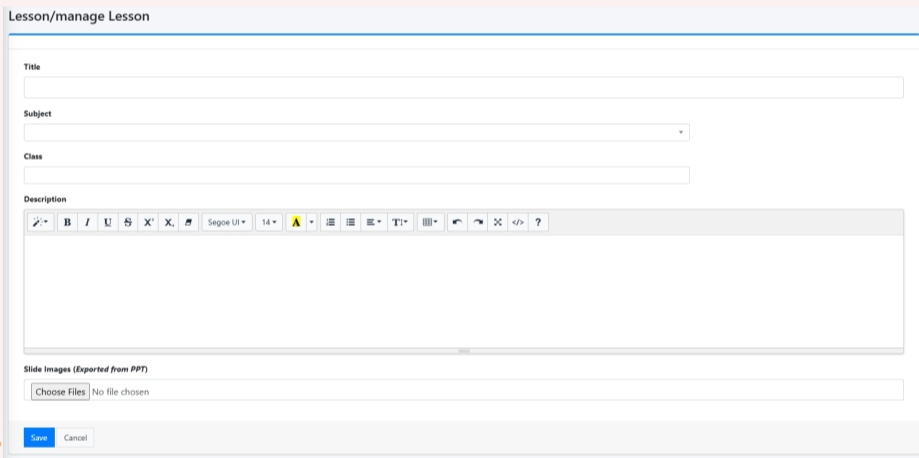 Lesson/manage Lesson
Title
Subject
Class
Description
B I U S X' X, Segoe UI 14 A T </> ?
Slide Images (Exported from PPT)
Choose Files No file chosen
Save Cancel